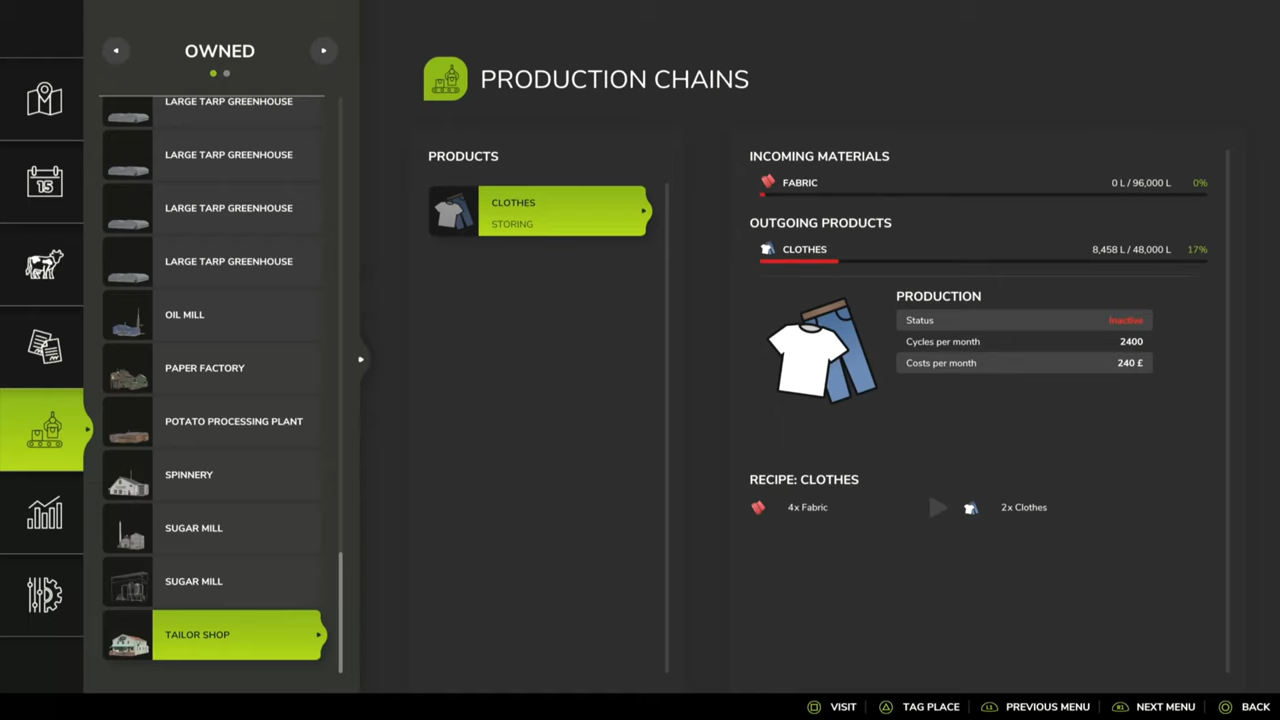 OWNED
15
LARGE TARP GREENHOUSE
LARGE TARP GREENHOUSE
LARGE TARP GREENHOUSE
LARGE TARP GREENHOUSE
OIL MILL
PAPER FACTORY
POTATO PROCESSING PLANT
SPINNERY
SUGAR MILL
SUGAR MILL
TAILOR SHOP
PRODUCTION CHAINS
PRODUCTS
CLOTHES
STORING
INCOMING MATERIALS
FABRIC 0 L / 96,000 L 0%
OUTGOING PRODUCTS
CLOTHES 8,458 L / 48,000 L 17%
PRODUCTION
Status Inactive
Cycles per month 2400
Costs per month 240 £
RECIPE: CLOTHES
4x Fabric 2x Clothes
VISIT TAG PLACE L1 PREVIOUS MENU R1 NEXT MENU BACK